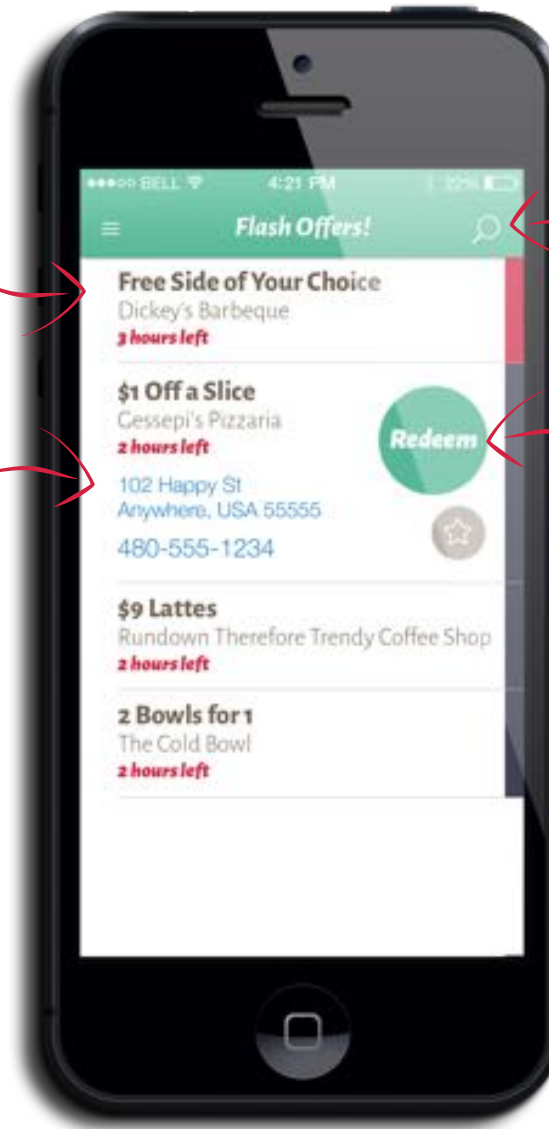 BELL 4:21 PM 22%
Flash Offers!
Free Side of Your Choice
Dickey's Barbeque
3 hours left
$1 Off a Slice
Gessepi's Pizzaria
2 hours left
Redeem
102 Happy St
Anywhere, USA 55555
480-555-1234
$9 Lattes
Rundown Therefore Trendy Coffee Shop
2 hours left
2 Bowls for 1
The Cold Bowl
2 hours left